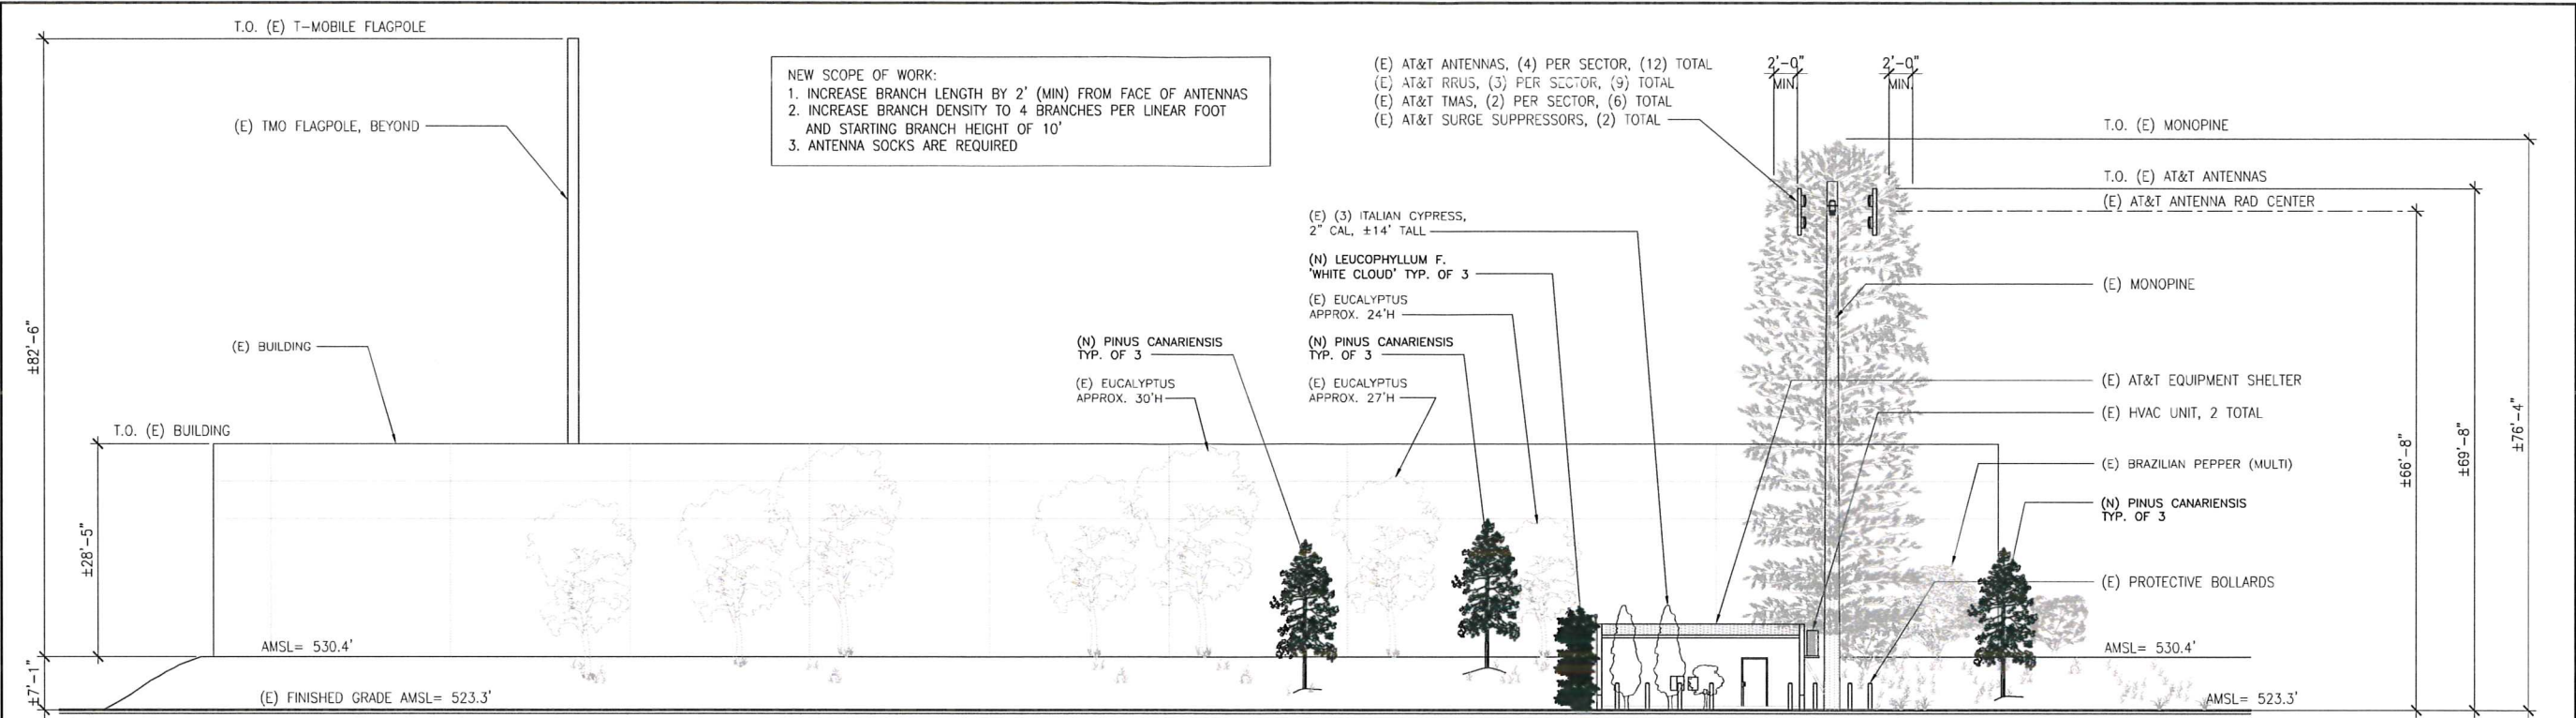 T.O. (E) T-MOBILE FLAGPOLE
(E) TMO FLAGPOLE, BEYOND
±82'-6"
(E) BUILDING
T.O. (E) BUILDING
±28'-5"
AMSL= 530.4'
±7'-1"
(E) FINISHED GRADE AMSL= 523.3'
NEW SCOPE OF WORK:
1. INCREASE BRANCH LENGTH BY 2' (MIN) FROM FACE OF ANTENNAS
2. INCREASE BRANCH DENSITY TO 4 BRANCHES PER LINEAR FOOT
AND STARTING BRANCH HEIGHT OF 10'
3. ANTENNA SOCKS ARE REQUIRED
(E) AT&T ANTENNAS, (4) PER SECTOR, (12) TOTAL
(E) AT&T RRUS, (3) PER SECTOR, (9) TOTAL
(E) AT&T TMAS, (2) PER SECTOR, (6) TOTAL
(E) AT&T SURGE SUPPRESSORS, (2) TOTAL
2'-0"
MIN.
2'-0"
MIN.
(E) (3) ITALIAN CYPRESS,
2" CAL, ±14' TALL
(N) LEUCOPHYLLUM F.
'WHITE CLOUD' TYP. OF 3
(E) EUCALYPTUS
APPROX. 24'H
(N) PINUS CANARIENSIS
TYP. OF 3
(E) EUCALYPTUS
APPROX. 27'H
(N) PINUS CANARIENSIS
TYP. OF 3
(E) EUCALYPTUS
APPROX. 30'H
T.O. (E) MONOPINE
T.O. (E) AT&T ANTENNAS
(E) AT&T ANTENNA RAD CENTER
(E) MONOPINE
(E) AT&T EQUIPMENT SHELTER
(E) HVAC UNIT, 2 TOTAL
(E) BRAZILIAN PEPPER (MULTI)
(N) PINUS CANARIENSIS
TYP. OF 3
(E) PROTECTIVE BOLLARDS
AMSL= 530.4'
AMSL= 523.3'
±66'-8"
±69'-8"
±76'-4"